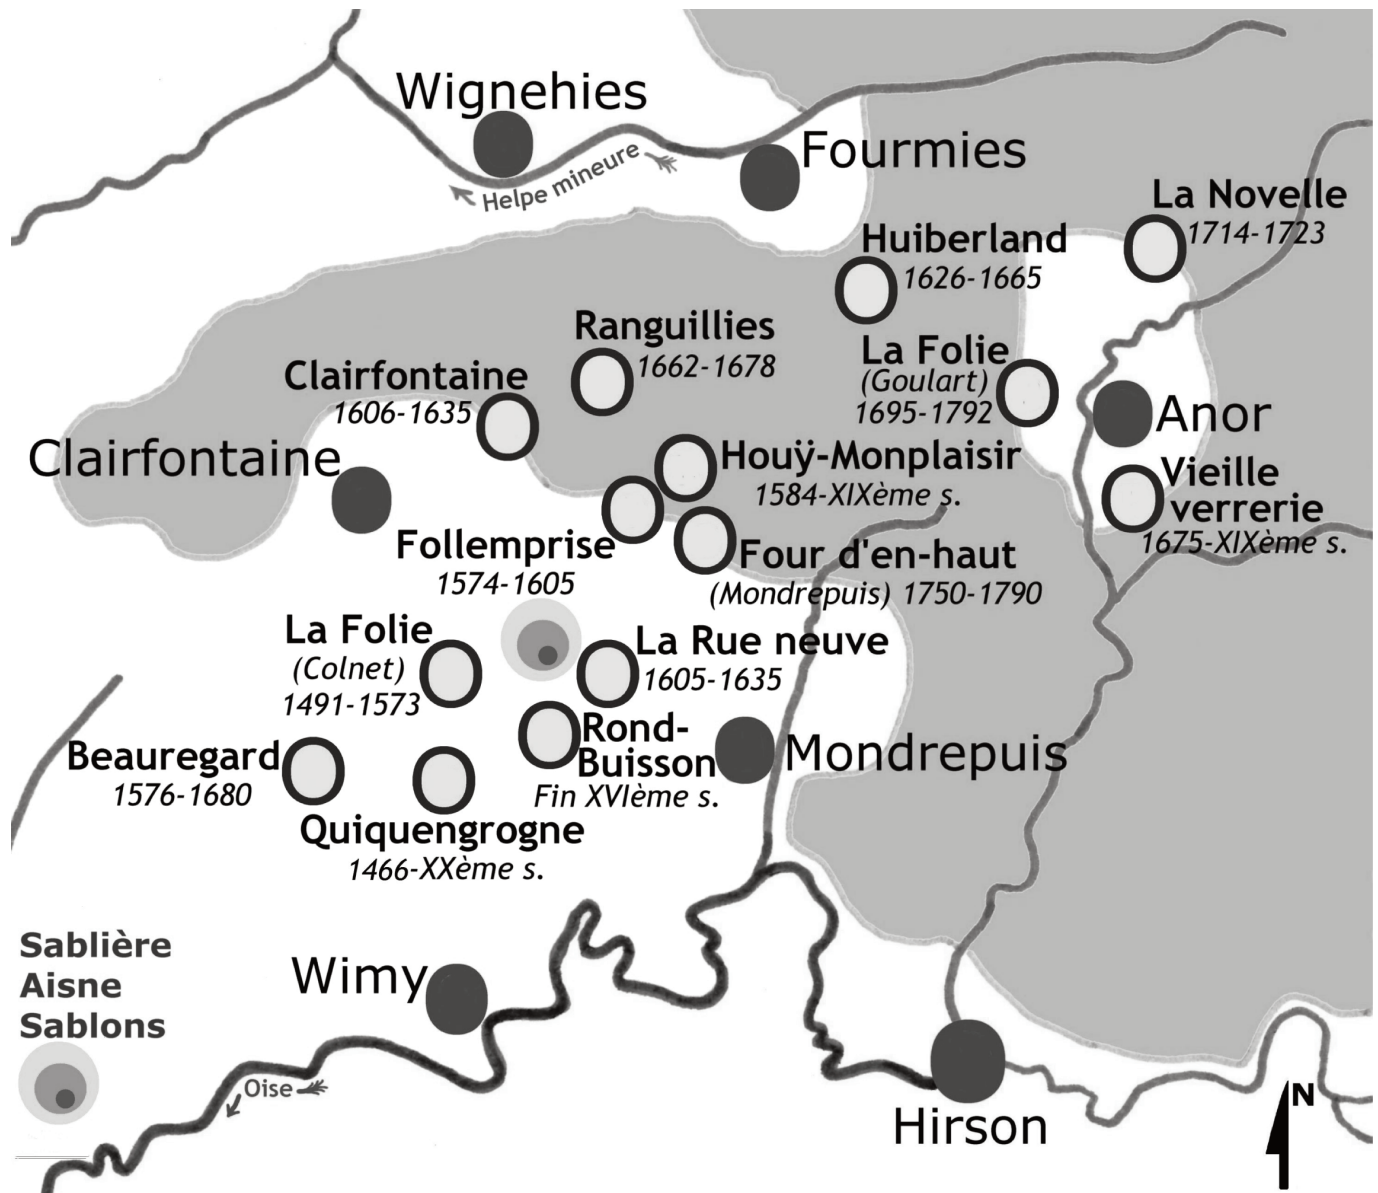 Wignehies
Helpe mineure
Fourmies
La Novelle
1714-1723
Huiberland
1626-1665
Ranguillies
1662-1678
La Folie
(Goulart)
1695-1792
Clairfontaine
1606-1635
Anor
Clairfontaine
Houÿ-Monplaisir
1584-XIXème s.
Vieille
verrerie
1675-XIXème s.
Follemprise
1574-1605
Four d'en-haut
(Mondrepuis) 1750-1790
La Folie
(Colnet)
1491-1573
La Rue neuve
1605-1635
Beauregard
1576-1680
Rond-
Buisson
Fin XVIème s.
Mondrepuis
Quiquengrogne
1466-XXème s.
Sablière
Aisne
Sablons
Wimy
Oise
Hirson
N